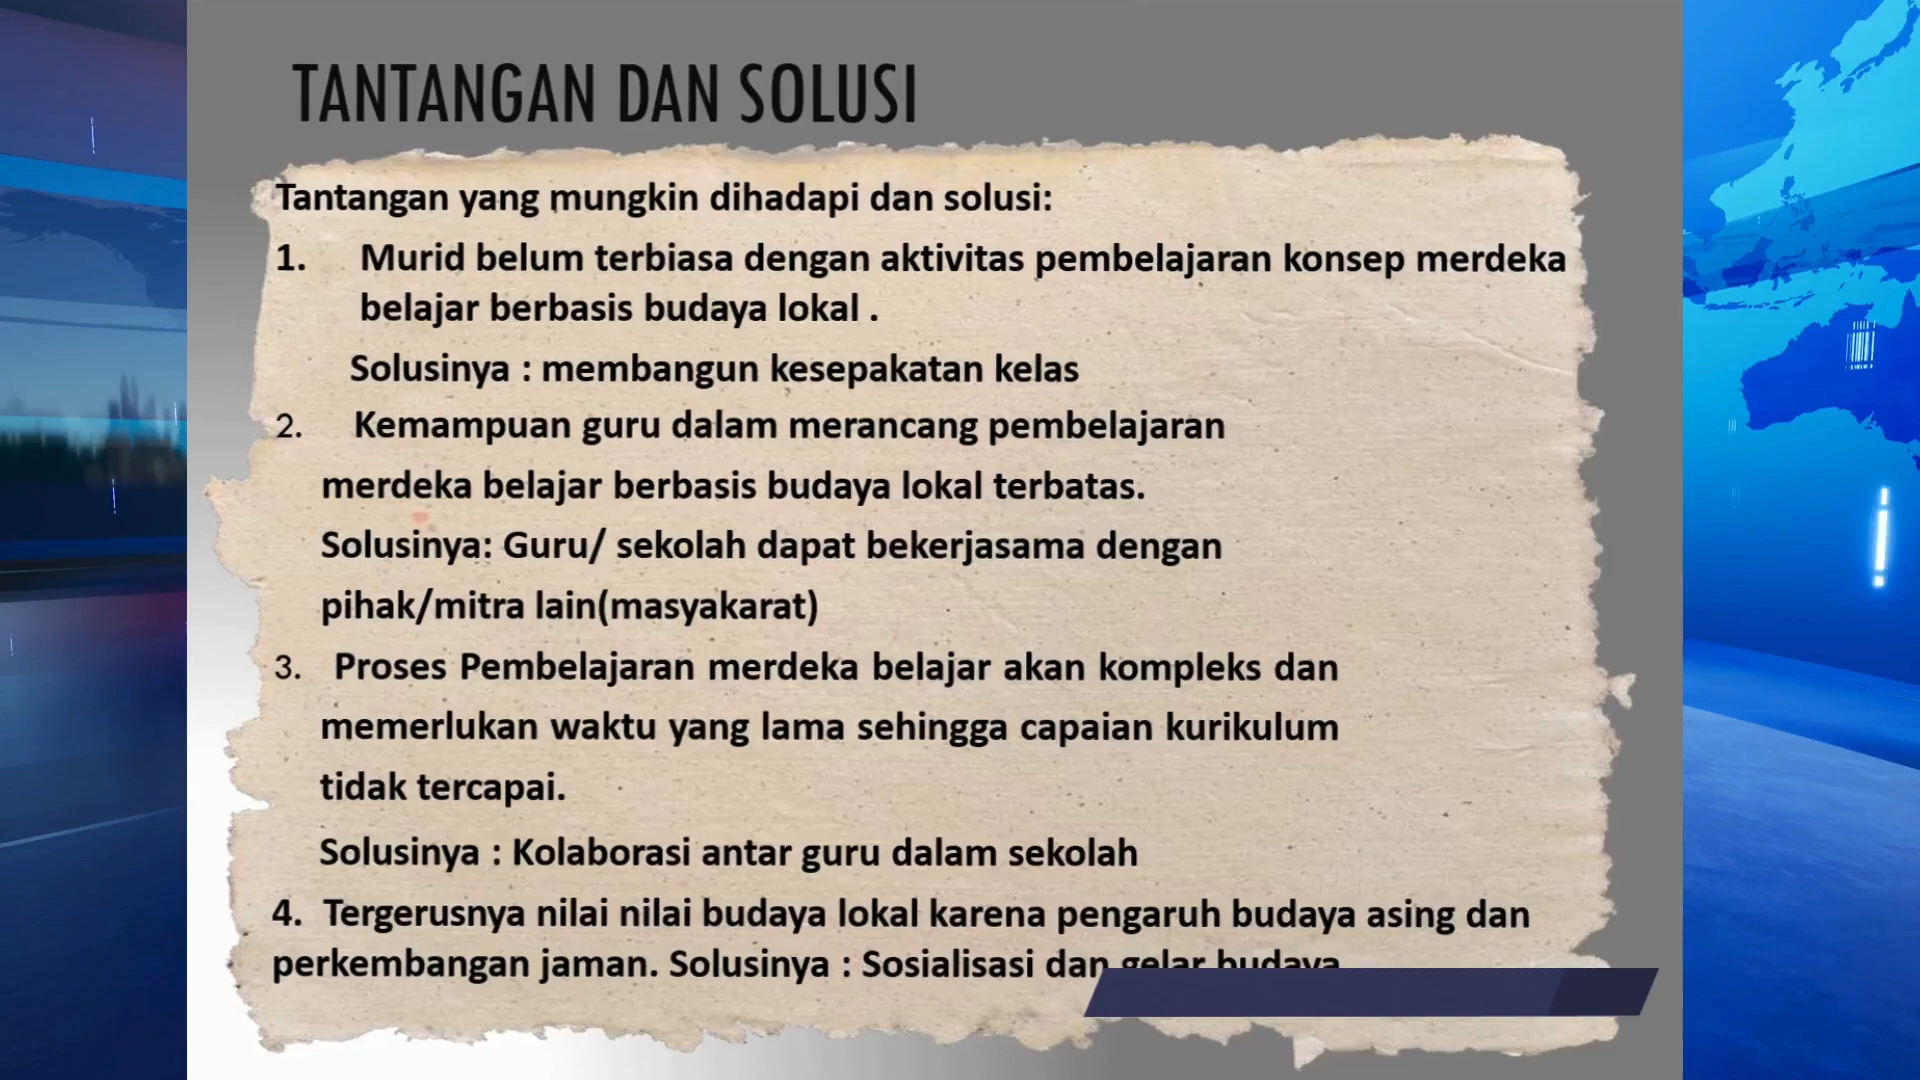 TANTANGAN DAN SOLUSI
Tantangan yang mungkin dihadapi dan solusi:
1. Murid belum terbiasa dengan aktivitas pembelajaran konsep merdeka
belajar berbasis budaya lokal .
Solusinya : membangun kesepakatan kelas
2. Kemampuan guru dalam merancang pembelajaran
merdeka belajar berbasis budaya lokal terbatas.
Solusinya: Guru/ sekolah dapat bekerjasama dengan
pihak/mitra lain(masyakarat)
3. Proses Pembelajaran merdeka belajar akan kompleks dan
memerlukan waktu yang lama sehingga capaian kurikulum
tidak tercapai.
Solusinya : Kolaborasi antar guru dalam sekolah
4. Tergerusnya nilai nilai budaya lokal karena pengaruh budaya asing dan
perkembangan jaman. Solusinya : Sosialisasi dan gelar budaya